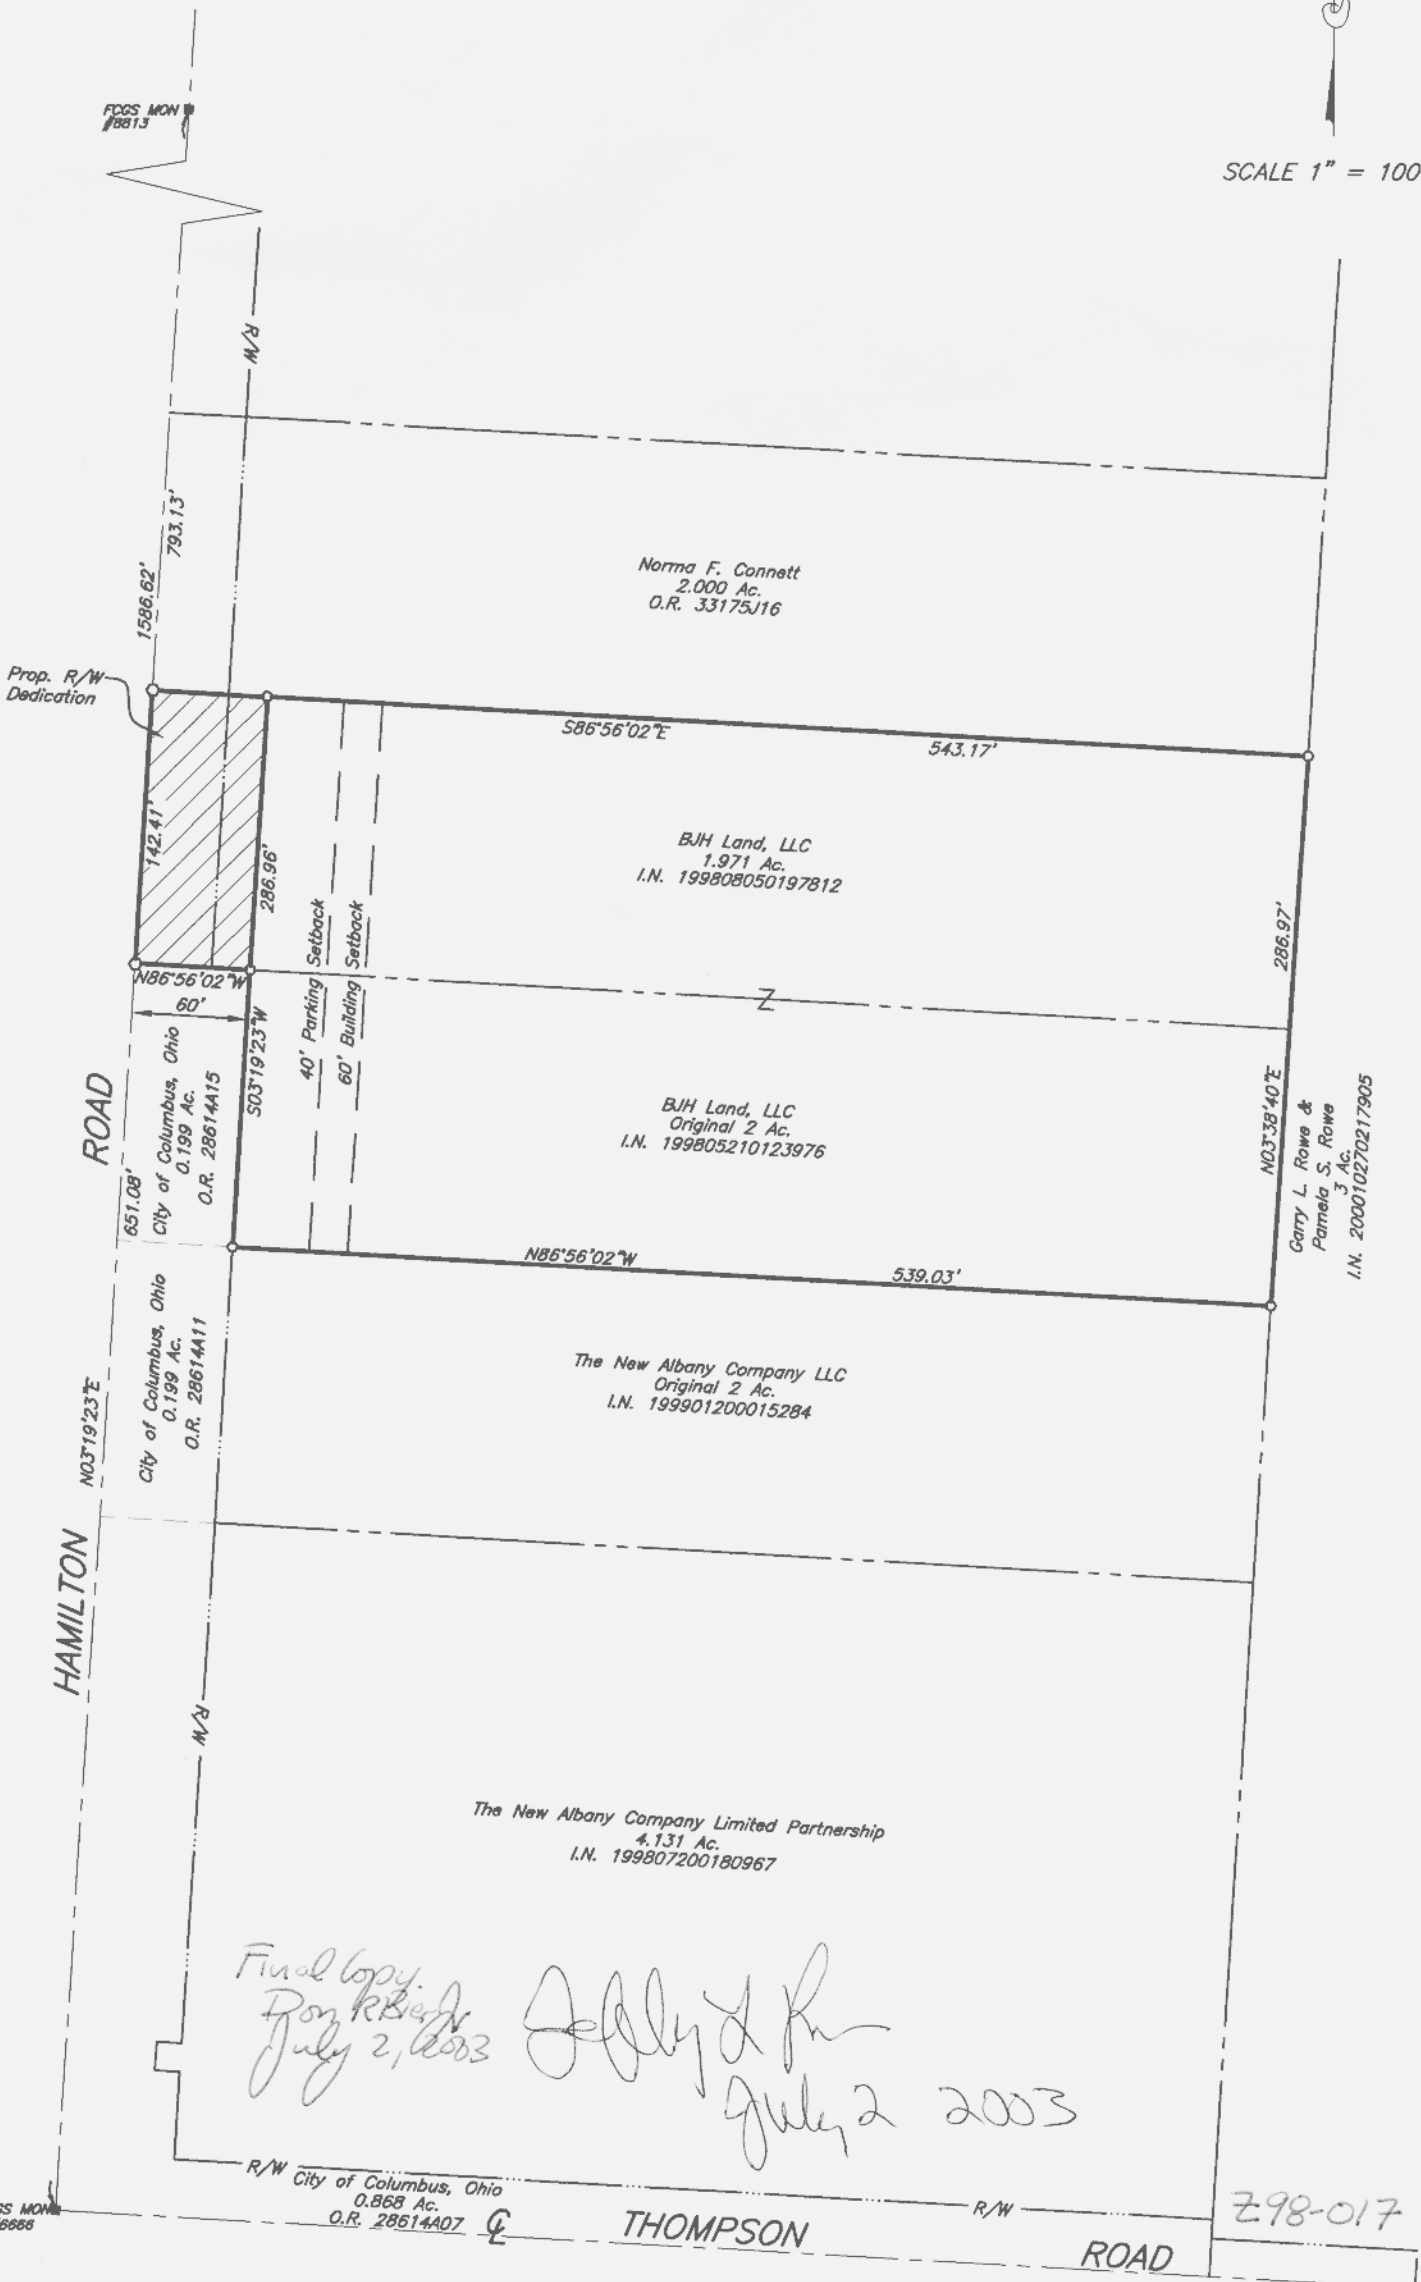 FCGS MON
#8813
SCALE 1" = 100
R/W
793.13'
1586.62'
Norma F. Connett
2.000 Ac.
O.R. 33175J16
Prop. R/W
Dedication
S86°56'02"E
543.17'
142.41'
286.96'
BJH Land, LLC
1.971 Ac.
I.N. 199808050197812
40' Parking Setback
60' Building Setback
286.97'
N86°56'02"W
60'
Z
S03°19'23"W
City of Columbus, Ohio
0.199 Ac.
O.R. 28614A15
BJH Land, LLC
Original 2 Ac.
I.N. 199805210123976
N03°38'40"E
Garry L. Rowe &
Pamela S. Rowe
3 Ac.
I.N. 200010270217905
651.08'
N86°56'02"W
539.03'
City of Columbus, Ohio
0.199 Ac.
O.R. 28614A11
The New Albany Company LLC
Original 2 Ac.
I.N. 199901200015284
HAMILTON N03°19'23"E ROAD
R/W
The New Albany Company Limited Partnership
4.131 Ac.
I.N. 199807200180967
Final Copy.
Don R
July 2, 2003
July 2 2003
R/W
City of Columbus, Ohio
0.868 Ac.
O.R. 28614A07
R/W
Z98-017
S MON
6666
THOMPSON ROAD